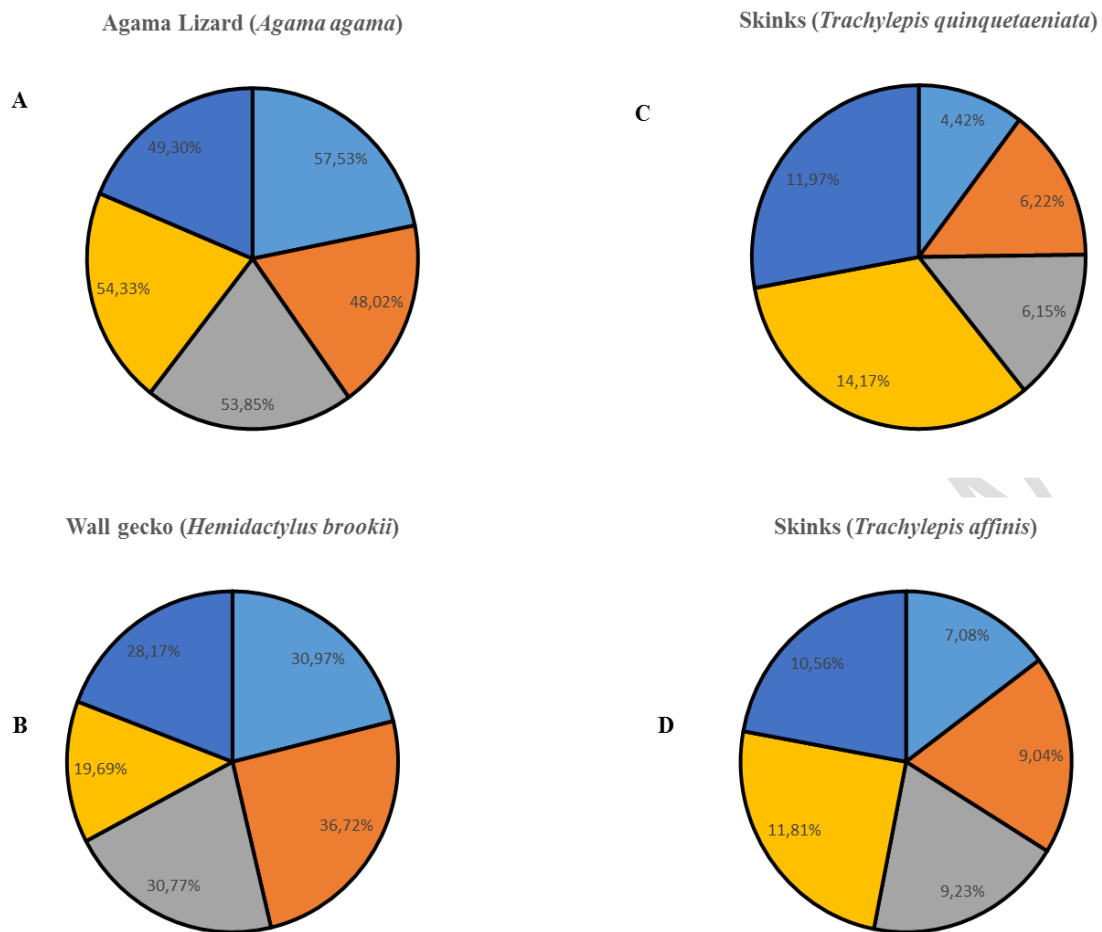 Agama Lizard (Agama agama)
A
49,30%
57,53%
54,33%
48,02%
53,85%
Skinks (Trachylepis quinquetaeniata)
C
4,42%
11,97%
6,22%
6,15%
14,17%
Wall gecko (Hemidactylus brookii)
B
28,17%
30,97%
19,69%
36,72%
30,77%
Skinks (Trachylepis affinis)
D
10,56%
7,08%
9,04%
11,81%
9,23%